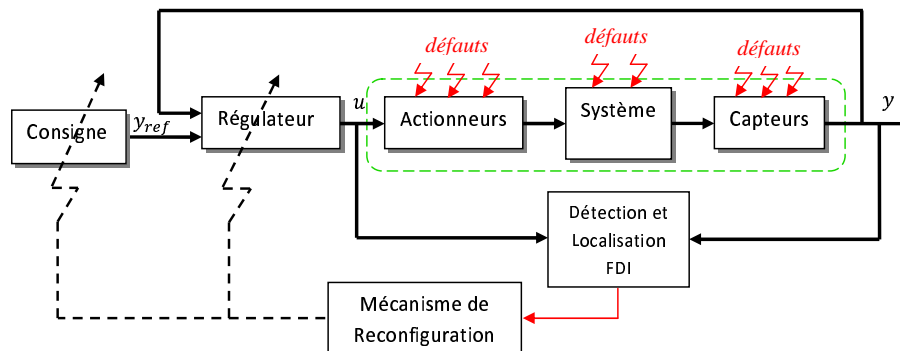 défauts
défauts
défauts
Consigne
y_ref
Régulateur
u
Actionneurs
Système
Capteurs
y
Détection et
Localisation
FDI
Mécanisme de
Reconfiguration